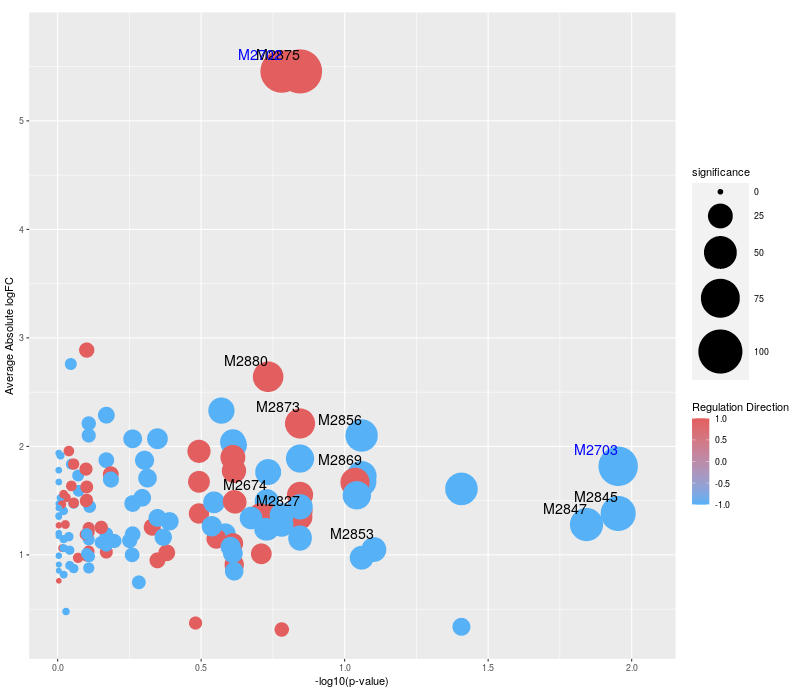 M2875
M2880
M2873
M2856
M2869
M2703
M2674
M2827
M2845
M2847
M2853
5
4
3
2
1
0.0
0.5
1.0
1.5
2.0
-log10(p-value)
Average Absolute logFC
significance
0
25
50
75
100
Regulation Direction
1.0
0.5
0.0
-0.5
-1.0